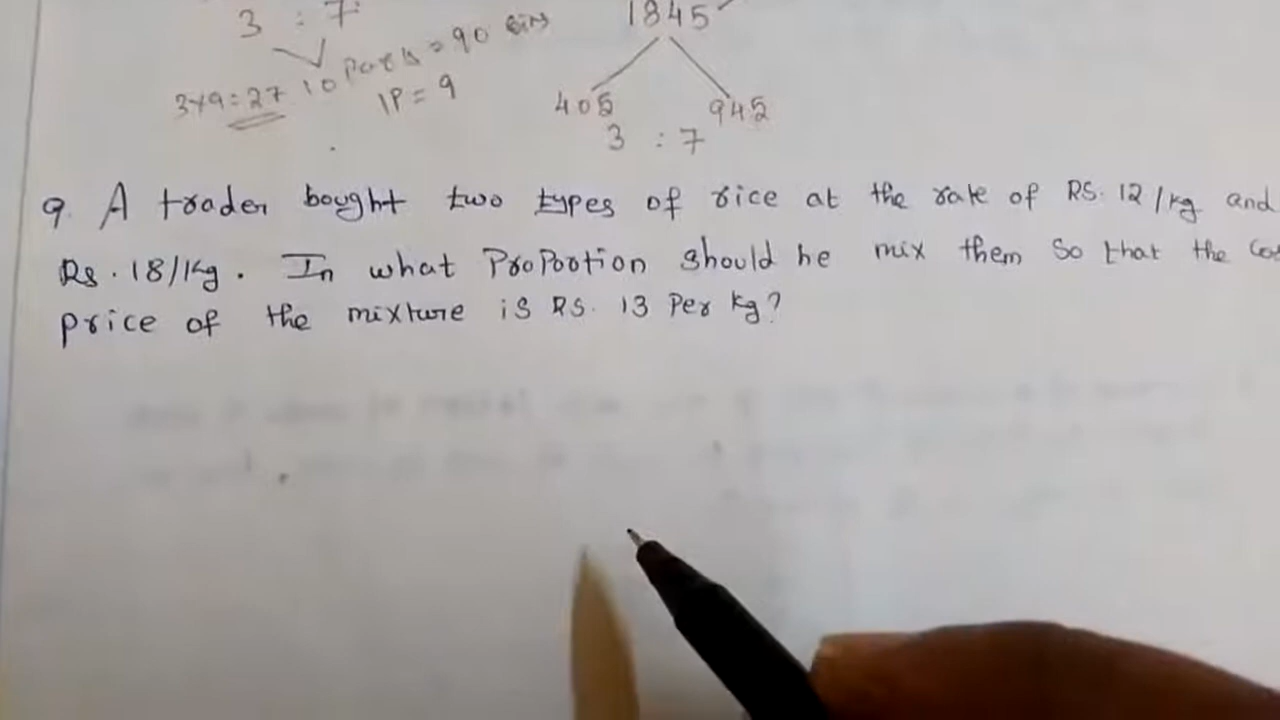 3 : 7
1845
3×9=27 10 Parts = 90
1P = 9
405 945
3 : 7
9. A trader bought two types of rice at the rate of RS. 12/kg and
Rs. 18/kg. In what Proportion should he mix them so that the cos
price of the mixture is RS. 13 Per kg?